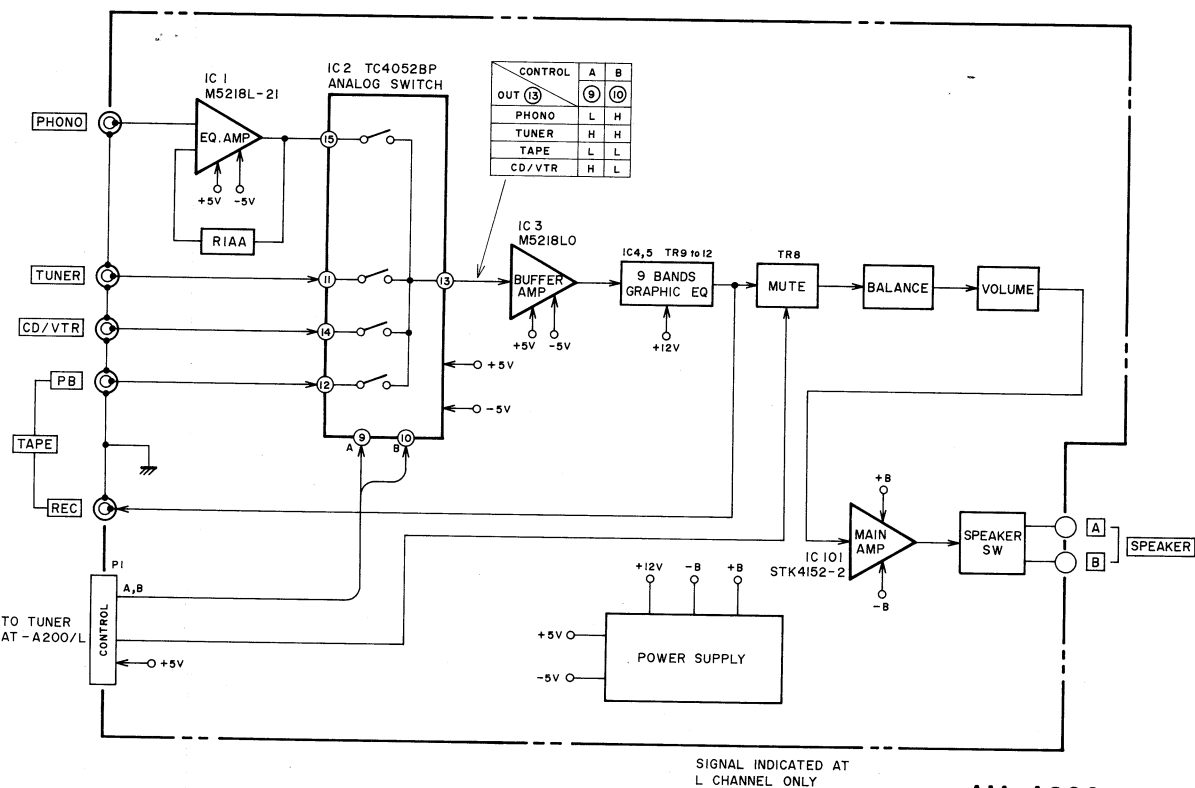 IC 1
M5218L-21
IC2 TC4052BP
ANALOG SWITCH
CONTROL A B
OUT 13 9 10
PHONO L H
TUNER H H
TAPE L L
CD/VTR H L
PHONO
EQ.AMP
15
+5V -5V
RIAA
IC 3
M5218L0
IC4,5 TR9 to 12
TR8
TUNER
11
13
BUFFER
AMP
9 BANDS
GRAPHIC EQ
MUTE
BALANCE
VOLUME
CD/VTR
14
+5V -5V
+12V
+5V
PB
12
-5V
TAPE
A 9 B 10
REC
+B
MAIN
AMP
IC 101
STK4152-2
-B
SPEAKER
SW
A
B
SPEAKER
P1
A,B
TO TUNER
AT-A200/L
CONTROL
+5V
+12V -B +B
+5V
-5V
POWER SUPPLY
SIGNAL INDICATED AT
L CHANNEL ONLY